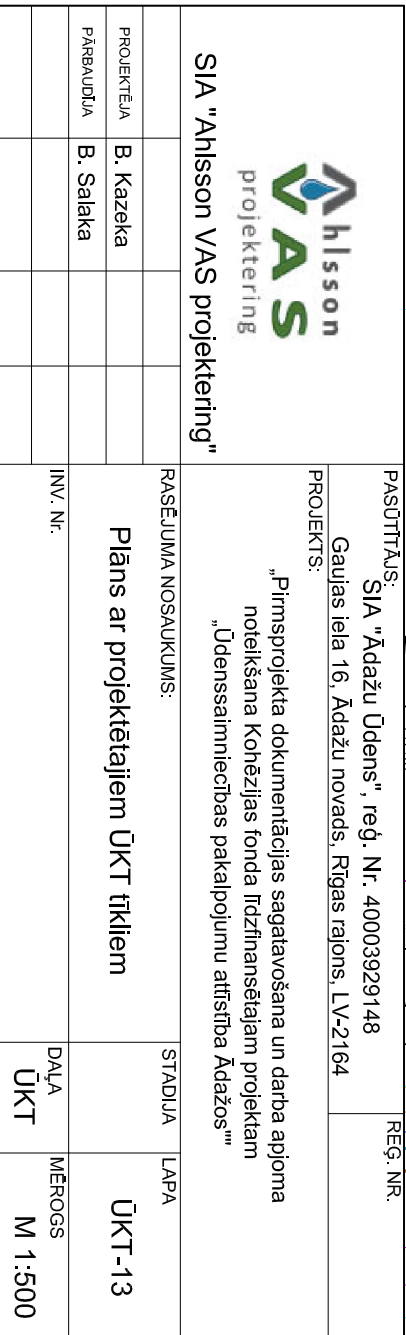 Ahlsson
VAS
projektering
SIA "Ahlsson VAS projektering"
PROJEKTĒJA B. Kazeka
PĀRBAUDĪJA B. Salaka
PASŪTĪTĀJS:
SIA "Ādažu Ūdens", reģ. Nr. 40003929148
Gaujas iela 16, Ādažu novads, Rīgas rajons, LV-2164
REĢ. NR.
PROJEKTS:
„Pirmsprojekta dokumentācijas sagatavošana un darba apjoma
noteikšana Kohēzijas fonda līdzfinansētajam projektam
„Ūdenssaimniecības pakalpojumu attīstība Ādažos""
RASĒJUMA NOSAUKUMS:
Plāns ar projektētajiem ŪKT tīkliem
STADIJA
LAPA
ŪKT-13
INV. Nr.
DAĻA
ŪKT
MĒROGS
M 1:500